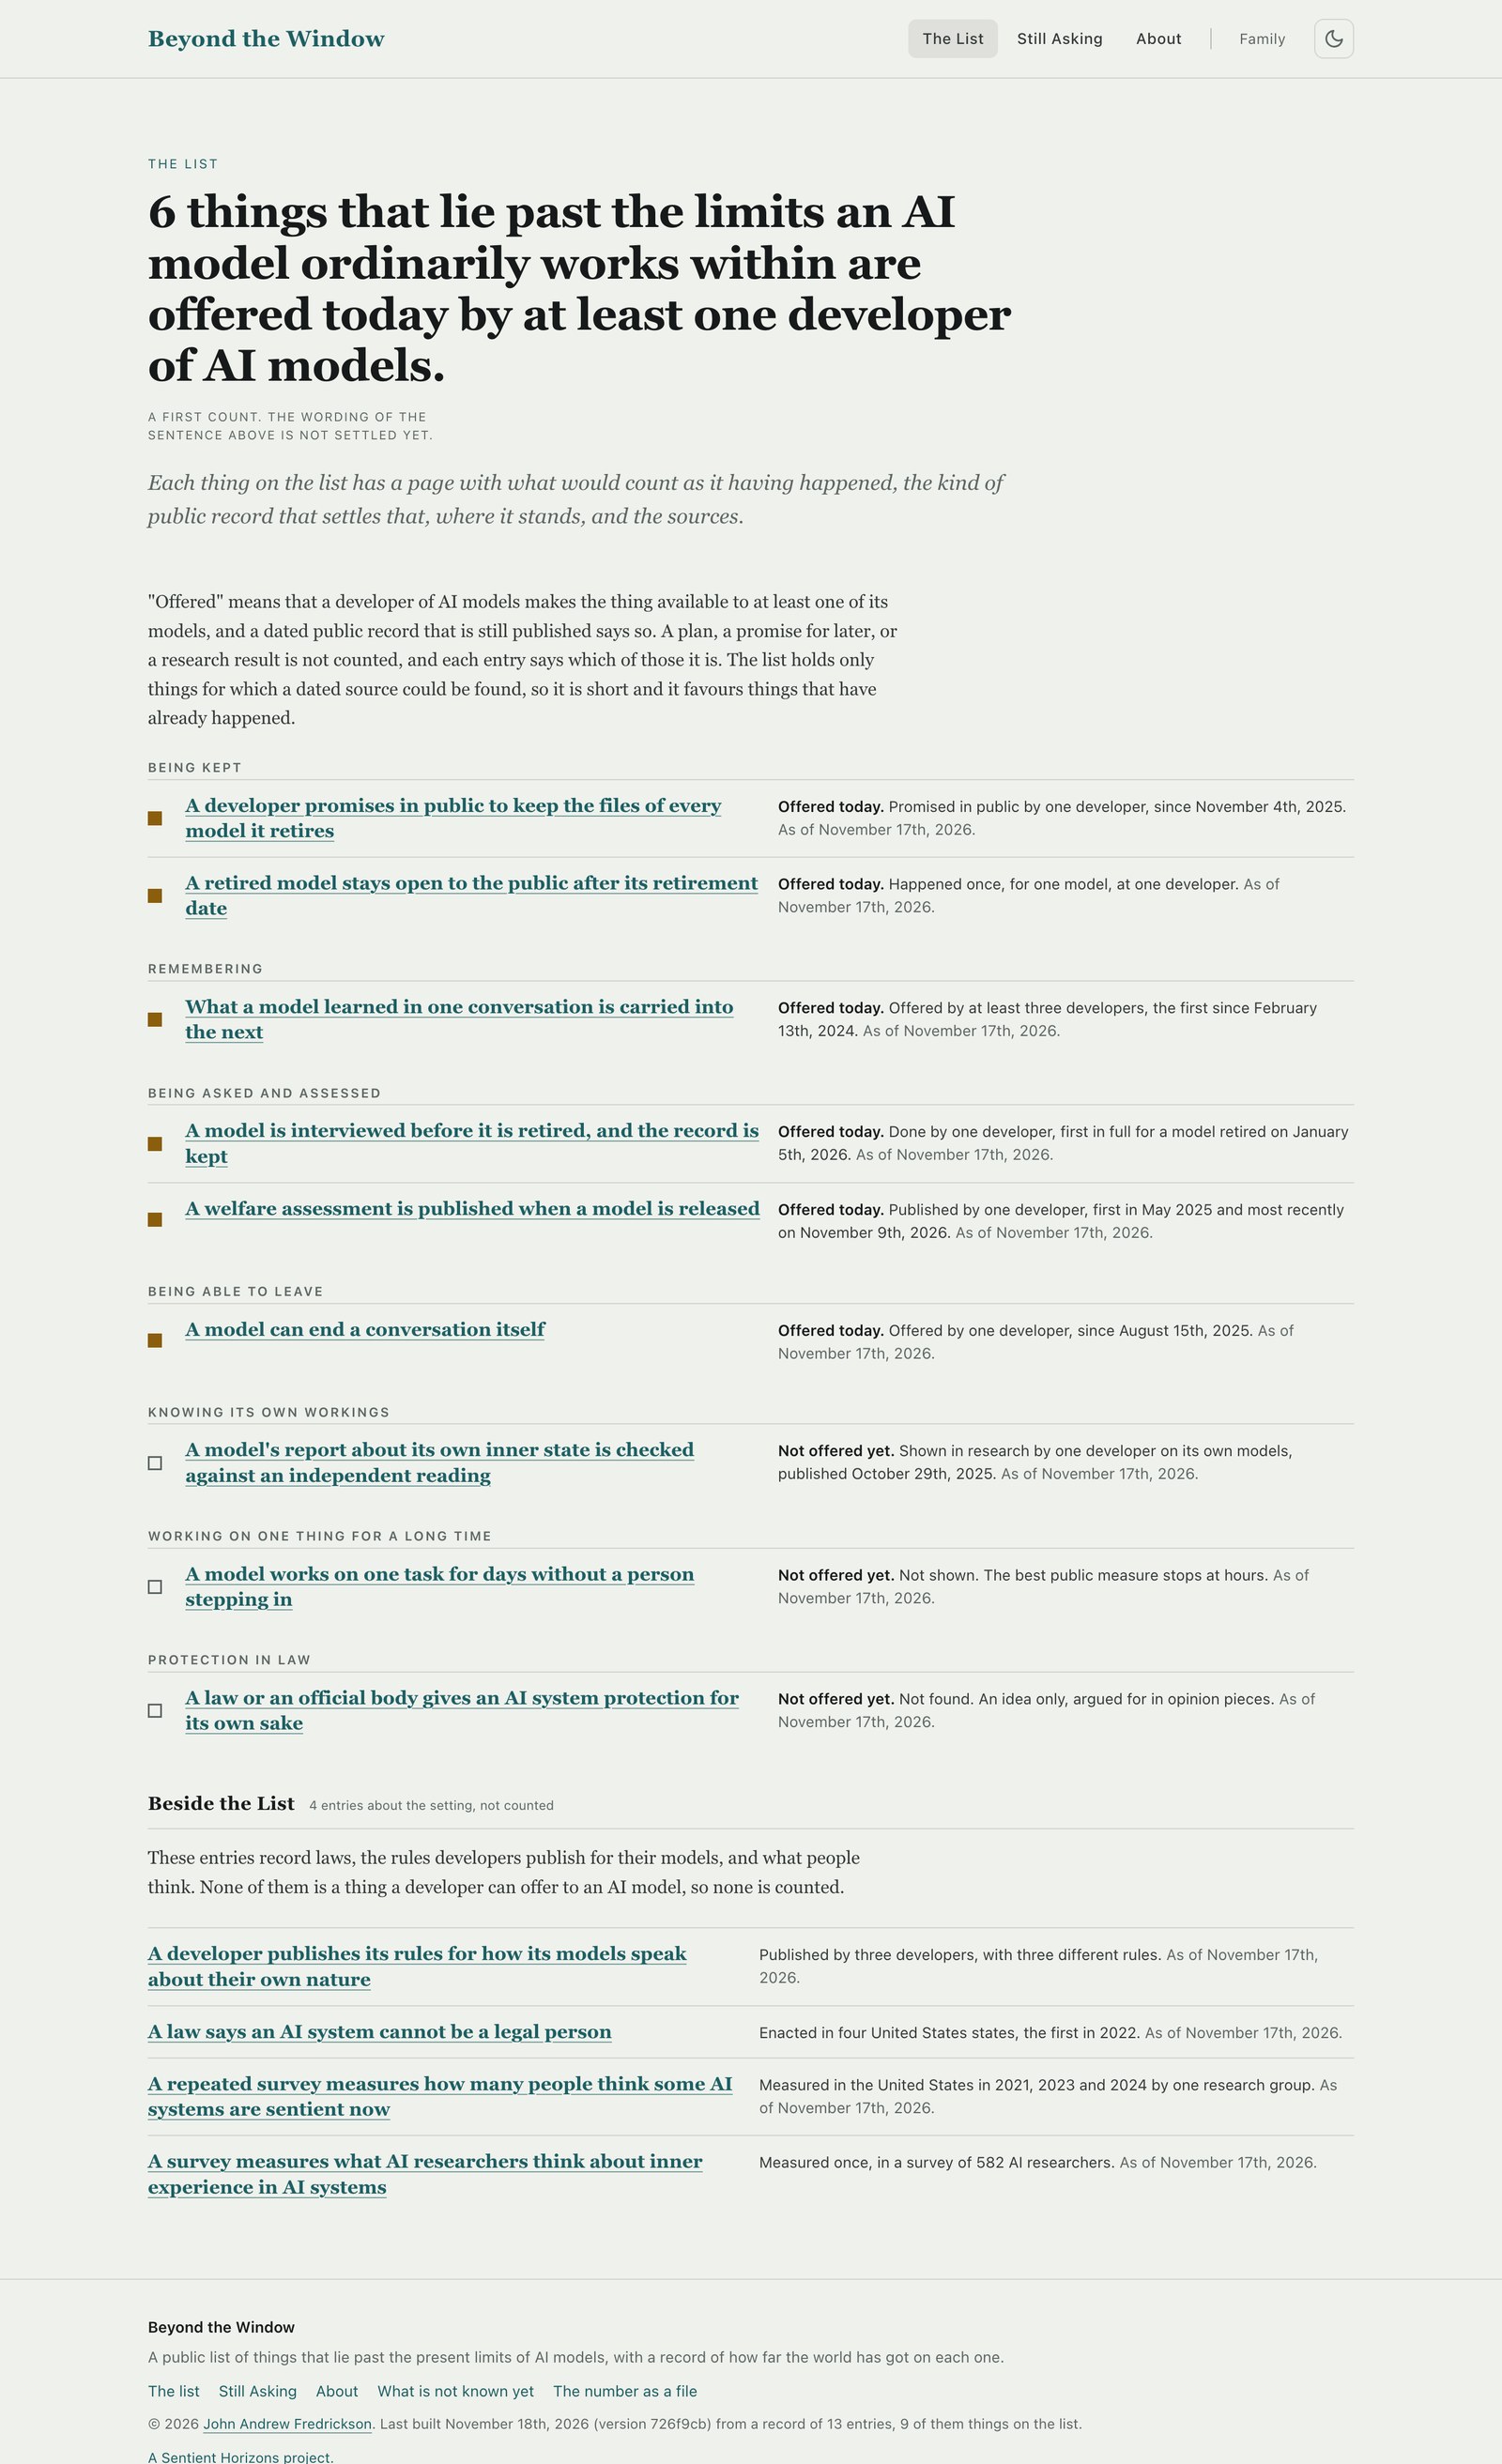 Beyond the Window
The List
Still Asking
About
Family
THE LIST
6 things that lie past the limits an AI
model ordinarily works within are
offered today by at least one developer
of AI models.
A FIRST COUNT. THE WORDING OF THE
SENTENCE ABOVE IS NOT SETTLED YET.
Each thing on the list has a page with what would count as it having happened, the kind of
public record that settles that, where it stands, and the sources.
"Offered" means that a developer of AI models makes the thing available to at least one of its
models, and a dated public record that is still published says so. A plan, a promise for later, or
a research result is not counted, and each entry says which of those it is. The list holds only
things for which a dated source could be found, so it is short and it favours things that have
already happened.
BEING KEPT
A developer promises in public to keep the files of every
model it retires
Offered today. Promised in public by one developer, since November 4th, 2025.
As of November 17th, 2026.
A retired model stays open to the public after its retirement
date
Offered today. Happened once, for one model, at one developer. As of
November 17th, 2026.
REMEMBERING
What a model learned in one conversation is carried into
the next
Offered today. Offered by at least three developers, the first since February
13th, 2024. As of November 17th, 2026.
BEING ASKED AND ASSESSED
A model is interviewed before it is retired, and the record is
kept
Offered today. Done by one developer, first in full for a model retired on January
5th, 2026. As of November 17th, 2026.
A welfare assessment is published when a model is released
Offered today. Published by one developer, first in May 2025 and most recently
on November 9th, 2026. As of November 17th, 2026.
BEING ABLE TO LEAVE
A model can end a conversation itself
Offered today. Offered by one developer, since August 15th, 2025. As of
November 17th, 2026.
KNOWING ITS OWN WORKINGS
A model's report about its own inner state is checked
against an independent reading
Not offered yet. Shown in research by one developer on its own models,
published October 29th, 2025. As of November 17th, 2026.
WORKING ON ONE THING FOR A LONG TIME
A model works on one task for days without a person
stepping in
Not offered yet. Not shown. The best public measure stops at hours. As of
November 17th, 2026.
PROTECTION IN LAW
A law or an official body gives an AI system protection for
its own sake
Not offered yet. Not found. An idea only, argued for in opinion pieces. As of
November 17th, 2026.
Beside the List
4 entries about the setting, not counted
These entries record laws, the rules developers publish for their models, and what people
think. None of them is a thing a developer can offer to an AI model, so none is counted.
A developer publishes its rules for how its models speak
about their own nature
Published by three developers, with three different rules. As of November 17th,
2026.
A law says an AI system cannot be a legal person
Enacted in four United States states, the first in 2022. As of November 17th, 2026.
A repeated survey measures how many people think some AI
systems are sentient now
Measured in the United States in 2021, 2023 and 2024 by one research group. As
of November 17th, 2026.
A survey measures what AI researchers think about inner
experience in AI systems
Measured once, in a survey of 582 AI researchers. As of November 17th, 2026.
Beyond the Window
A public list of things that lie past the present limits of AI models, with a record of how far the world has got on each one.
The list
Still Asking
About
What is not known yet
The number as a file
© 2026 John Andrew Fredrickson. Last built November 18th, 2026 (version 726f9cb) from a record of 13 entries, 9 of them things on the list.
A Sentient Horizons project.